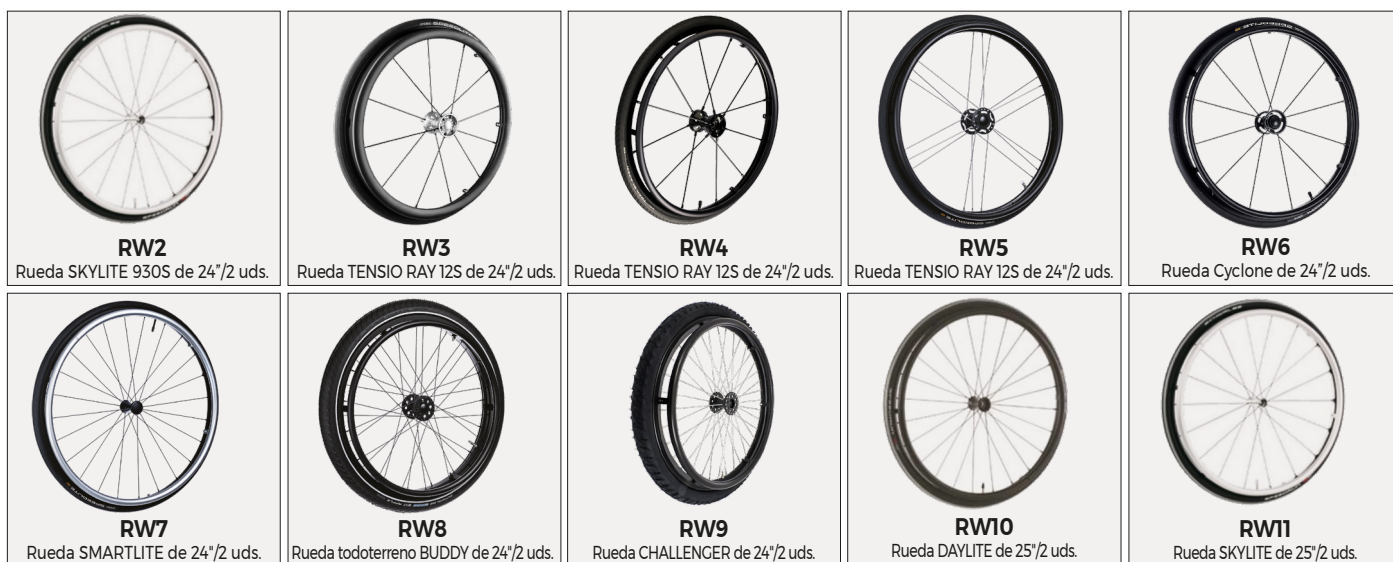 RW2
Rueda SKYLITE 930S de 24”/2 uds.
RW3
Rueda TENSIO RAY 12S de 24"/2 uds.
RW4
Rueda TENSIO RAY 12S de 24"/2 uds.
RW5
Rueda TENSIO RAY 12S de 24"/2 uds.
RW6
Rueda Cyclone de 24”/2 uds.
RW7
Rueda SMARTLITE de 24"/2 uds.
RW8
Rueda todoterreno BUDDY de 24"/2 uds.
RW9
Rueda CHALLENGER de 24"/2 uds.
RW10
Rueda DAYLITE de 25"/2 uds.
RW11
Rueda SKYLITE de 25"/2 uds.